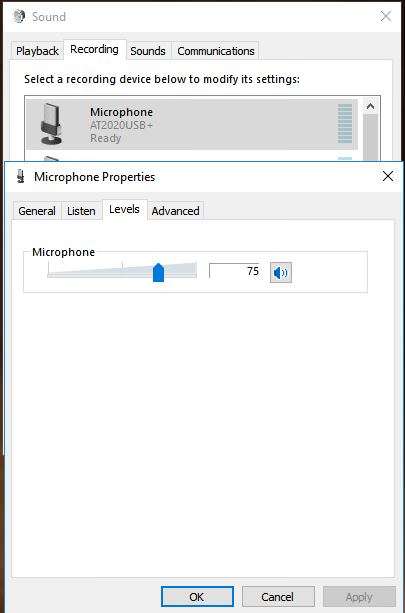 Sound
Playback Recording Sounds Communications
Select a recording device below to modify its settings:
Microphone
AT2020USB+
Ready
Microphone Properties
General Listen Levels Advanced
Microphone
75
OK Cancel Apply